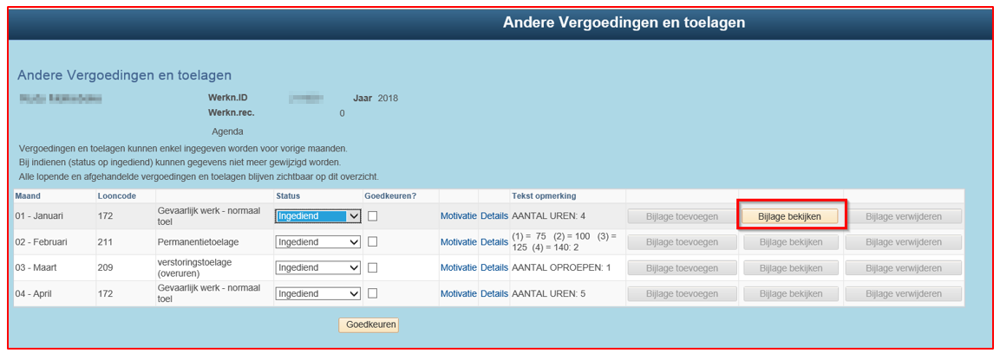 Andere Vergoedingen en toelagen
Andere Vergoedingen en toelagen
Werkn.ID Jaar 2018
Werkn.rec. 0
Agenda
Vergoedingen en toelagen kunnen enkel ingegeven worden voor vorige maanden.
Bij indienen (status op ingediend) kunnen gegevens niet meer gewijzigd worden.
Alle lopende en afgehandelde vergoedingen en toelagen blijven zichtbaar op dit overzicht.
Maand Looncode Status Goedkeuren? Tekst opmerking
01 - Januari 172 Gevaarlijk werk - normaal toel Ingediend Motivatie Details AANTAL UREN: 4 Bijlage toevoegen Bijlage bekijken Bijlage verwijderen
02 - Februari 211 Permanentietoelage Ingediend Motivatie Details (1) = 75 (2) = 100 (3) = 125 (4) = 140: 2 Bijlage toevoegen Bijlage bekijken Bijlage verwijderen
03 - Maart 209 verstoringstoelage (overuren) Ingediend Motivatie Details AANTAL OPROEPEN: 1 Bijlage toevoegen Bijlage bekijken Bijlage verwijderen
04 - April 172 Gevaarlijk werk - normaal toel Ingediend Motivatie Details AANTAL UREN: 5 Bijlage toevoegen Bijlage bekijken Bijlage verwijderen
Goedkeuren